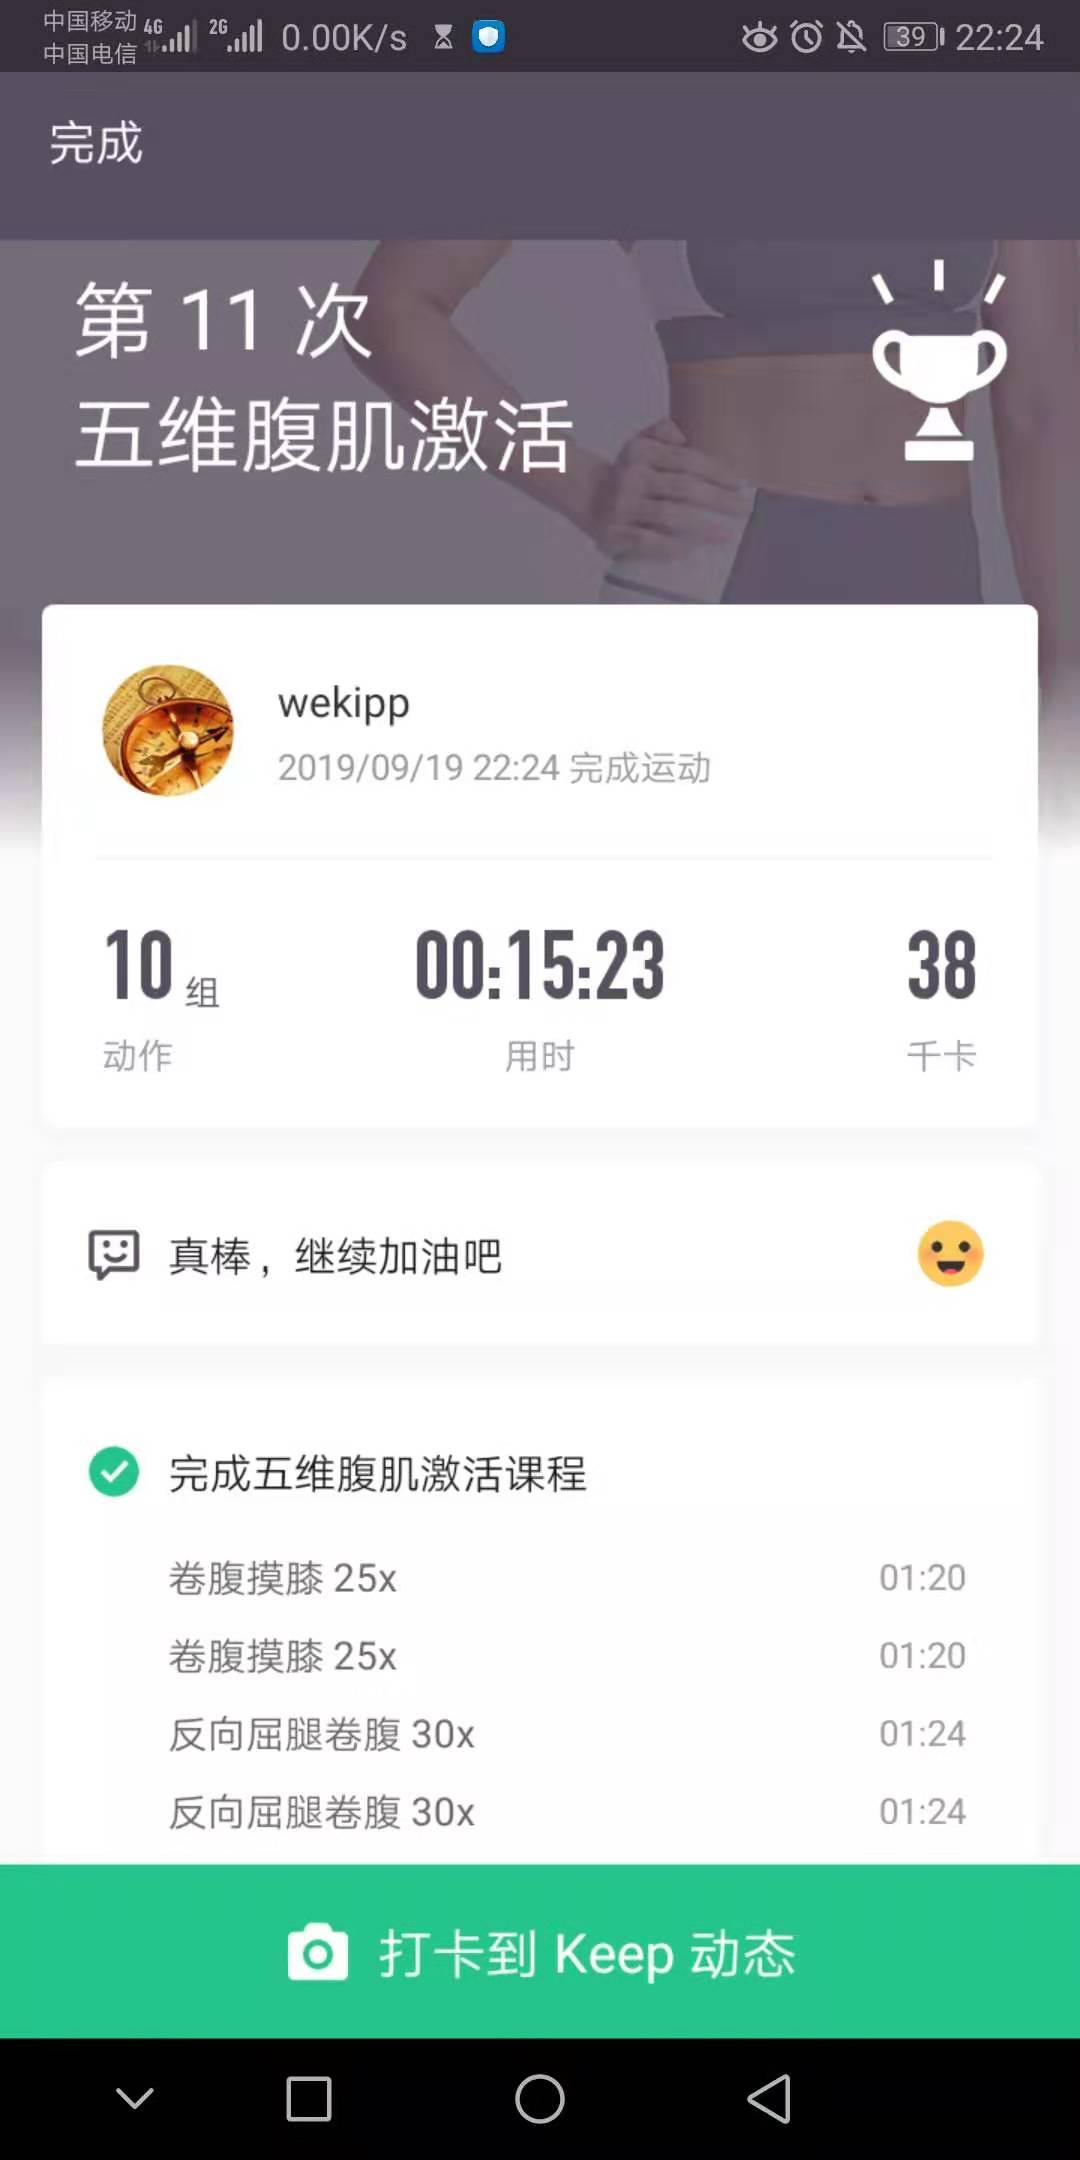 中国移动 4G 2G 0.00K/s 39 22:24
中国电信
完成
第 11 次
五维腹肌激活
wekipp
2019/09/19 22:24 完成运动
10 组 00:15:23 38
动作 用时 千卡
真棒，继续加油吧
完成五维腹肌激活课程
卷腹摸膝 25x 01:20
卷腹摸膝 25x 01:20
反向屈腿卷腹 30x 01:24
反向屈腿卷腹 30x 01:24
打卡到 Keep 动态